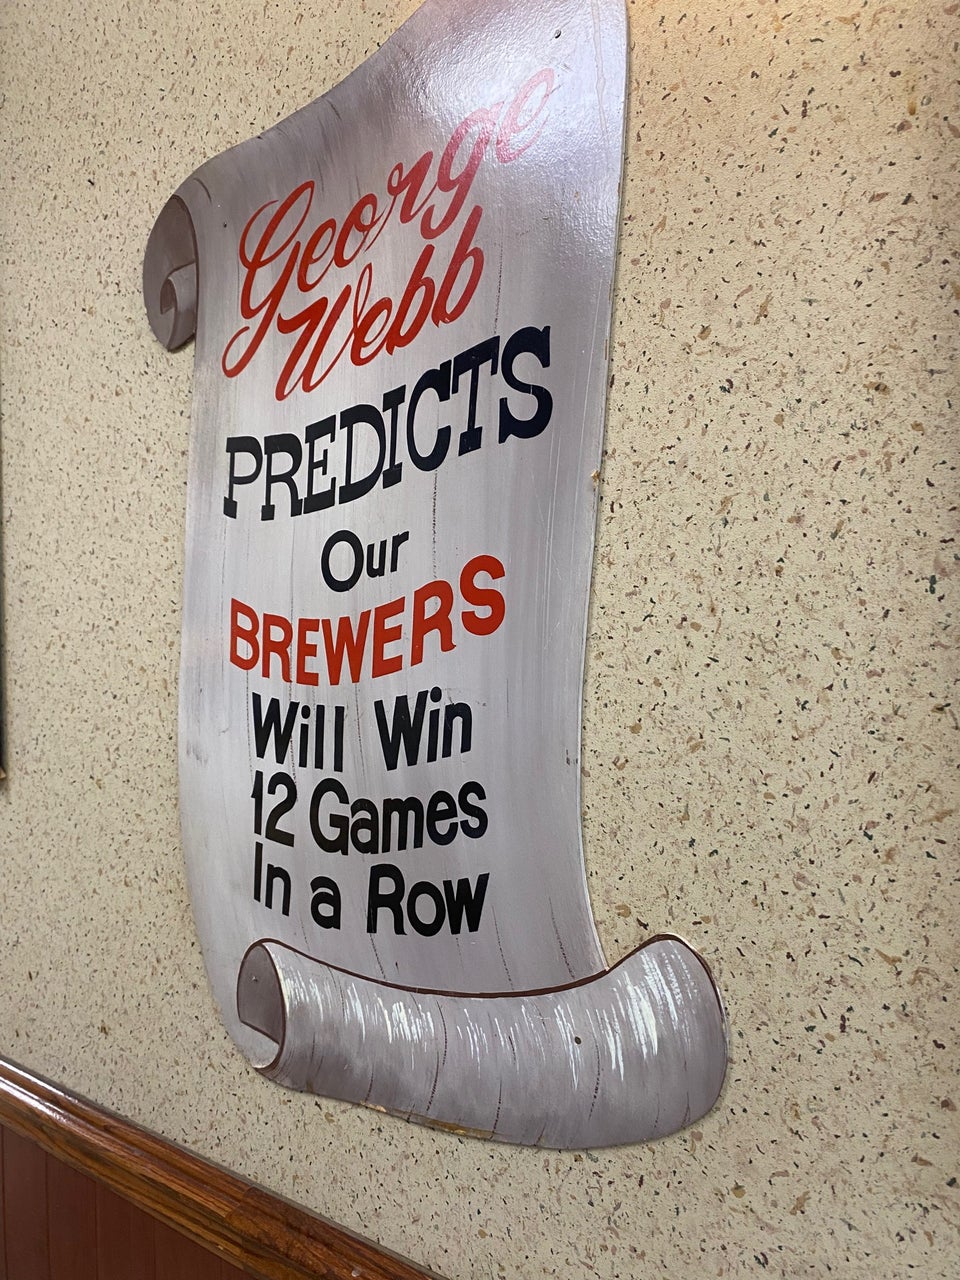 George
Webb
PREDICTS
Our
BREWERS
Will Win
12 Games
In a Row